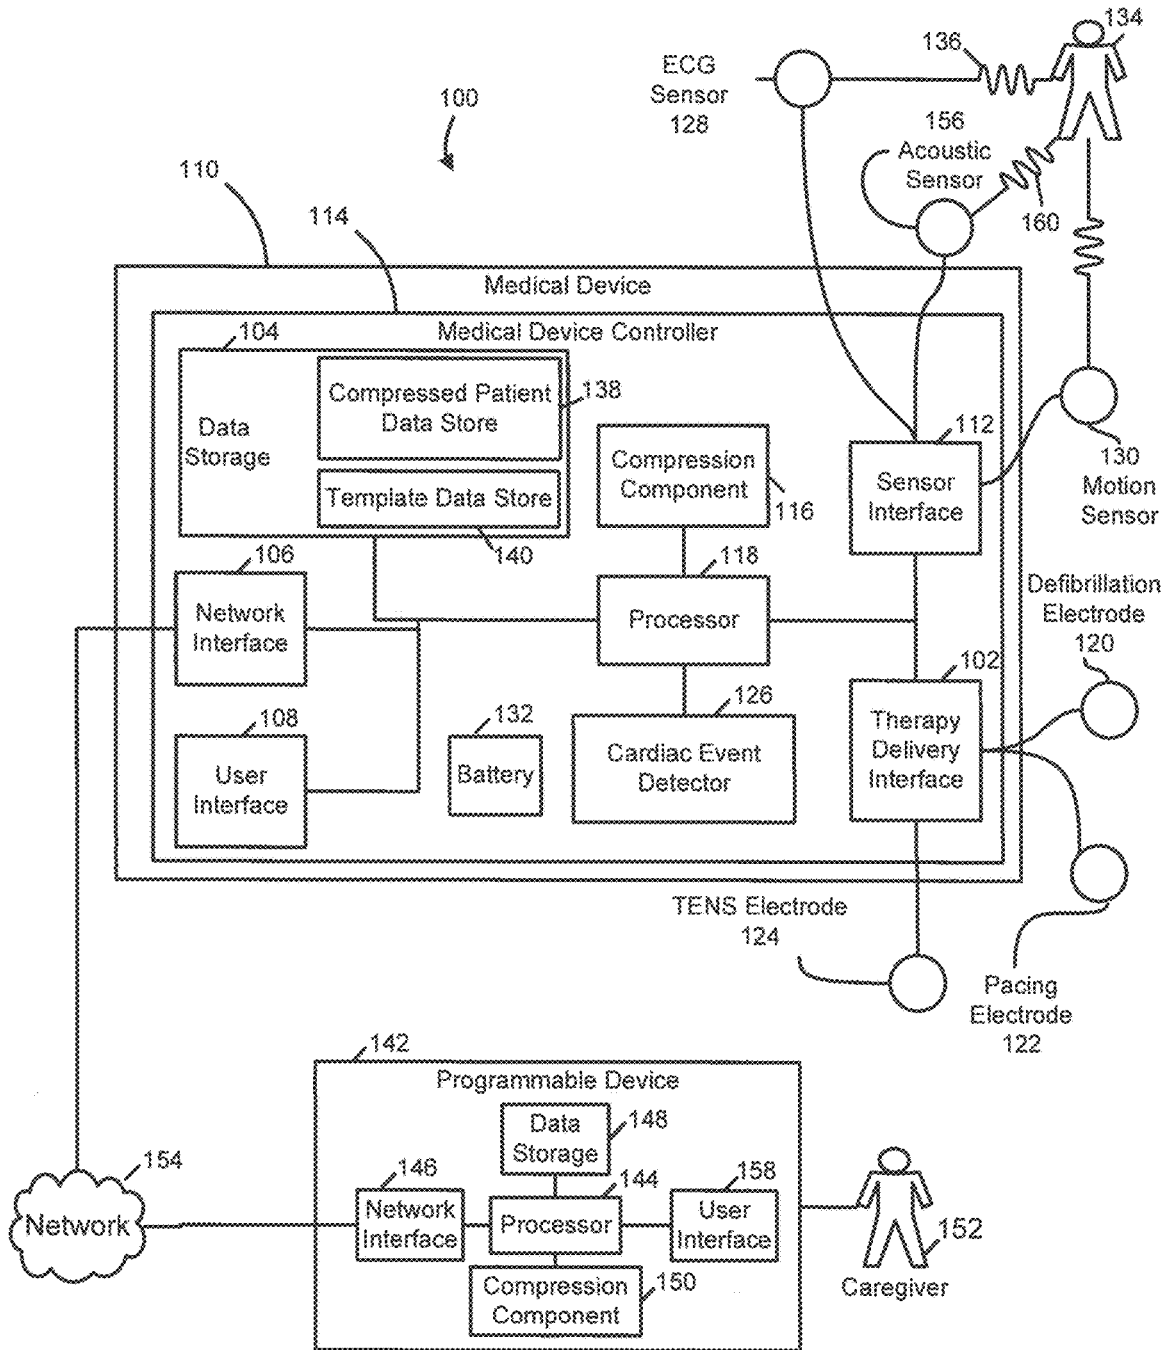 136
134
ECG
Sensor
128
100
156
Acoustic
Sensor
160
110
114
Medical Device
Medical Device Controller
104
Compressed Patient
Data Store
138
Data
Storage
Template Data Store
140
Compression
Component
116
112
Sensor
Interface
130
Motion
Sensor
106
Network
Interface
118
Processor
Defibrillation
Electrode
120
102
Therapy
Delivery
Interface
108
User
Interface
132
Battery
126
Cardiac Event
Detector
TENS Electrode
124
Pacing
Electrode
122
142
Programmable Device
Data
Storage
148
154
Network
146
Network
Interface
144
Processor
158
User
Interface
Compression
Component
150
152
Caregiver